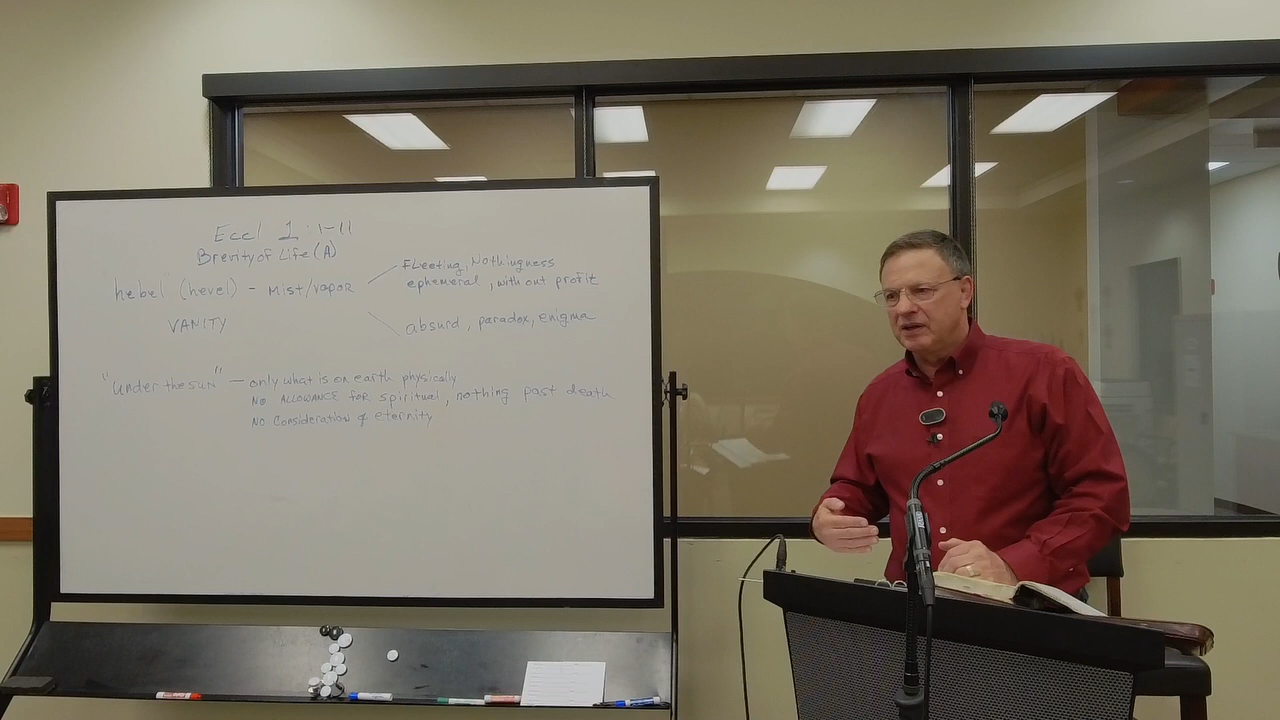 Eccl 1:1-11
Brevity of Life (A)
hebel (hevel) - Mist/vapor
Fleeting, Nothingness
ephemeral, without profit
VANITY
absurd, paradox, enigma
"under the sun" - only what is on earth physically
NO ALLOWANCE for spiritual, nothing past death
NO Consideration of eternity